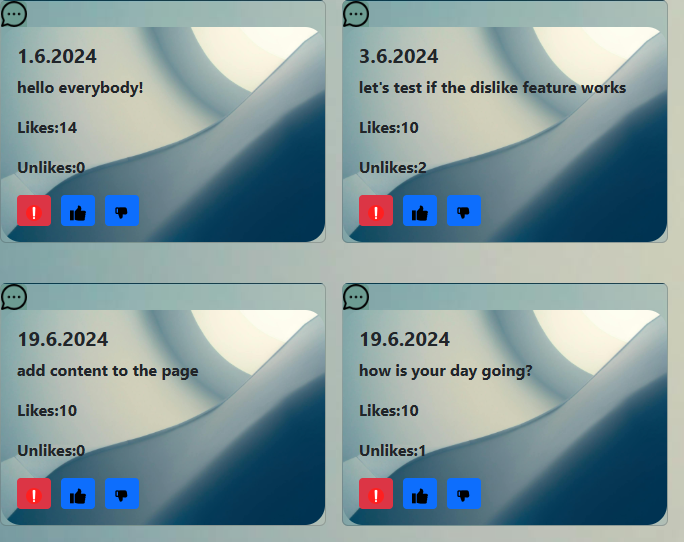 1.6.2024
hello everybody!
Likes:14
Unlikes:0
3.6.2024
let's test if the dislike feature works
Likes:10
Unlikes:2
19.6.2024
add content to the page
Likes:10
Unlikes:0
19.6.2024
how is your day going?
Likes:10
Unlikes:1